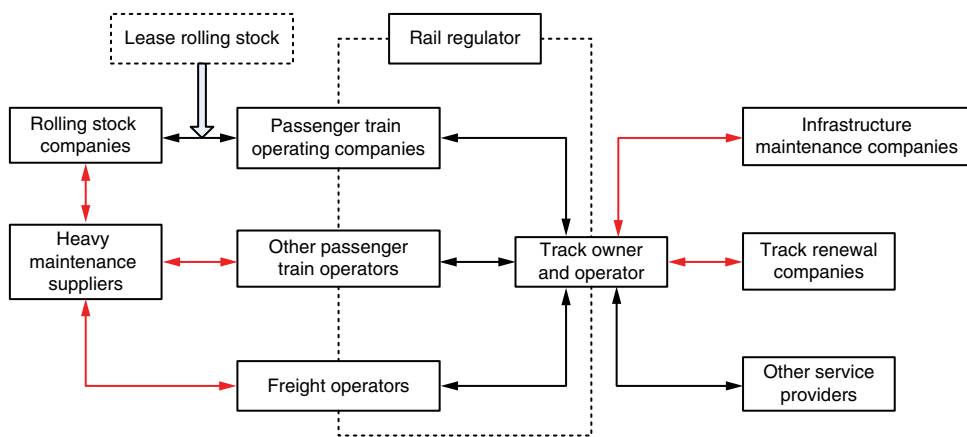 Lease rolling stock
Rail regulator
Rolling stock
companies
Passenger train
operating companies
Infrastructure
maintenance companies
Heavy
maintenance
suppliers
Other passenger
train operators
Track owner
and operator
Track renewal
companies
Freight operators
Other service
providers